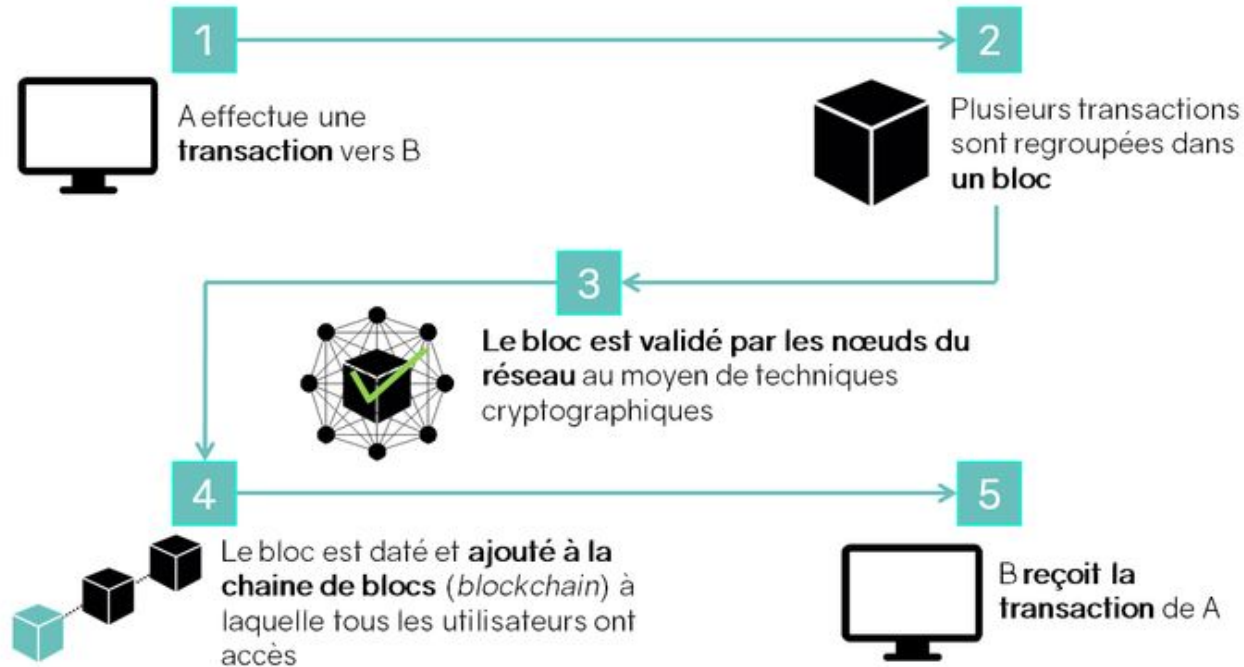 1
A effectue une
transaction vers B
2
Plusieurs transactions
sont regroupées dans
un bloc
3
Le bloc est validé par les nœuds du
réseau au moyen de techniques
cryptographiques
4
Le bloc est daté et ajouté à la
chaine de blocs (blockchain) à
laquelle tous les utilisateurs ont
accès
5
B reçoit la
transaction de A